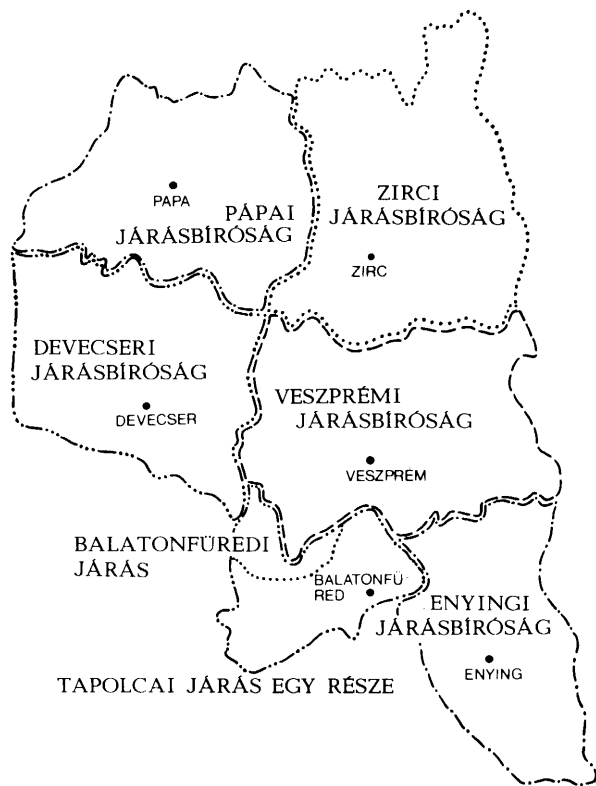 PAPA
PÁPAI
JÁRÁSBÍRÓSÁG
ZIRCI
JÁRÁSBÍRÓSÁG
ZIRC
DEVECSERI
JÁRÁSBÍRÓSÁG
DEVECSER
VESZPRÉMI
JÁRÁSBÍRÓSÁG
VESZPRÉM
BALATONFÜREDI
JÁRÁS
BALATONFÜ-
RED
ENYINGI
JÁRÁSBÍRÓSÁG
ENYING
TAPOLCAI JÁRÁS EGY RÉSZE